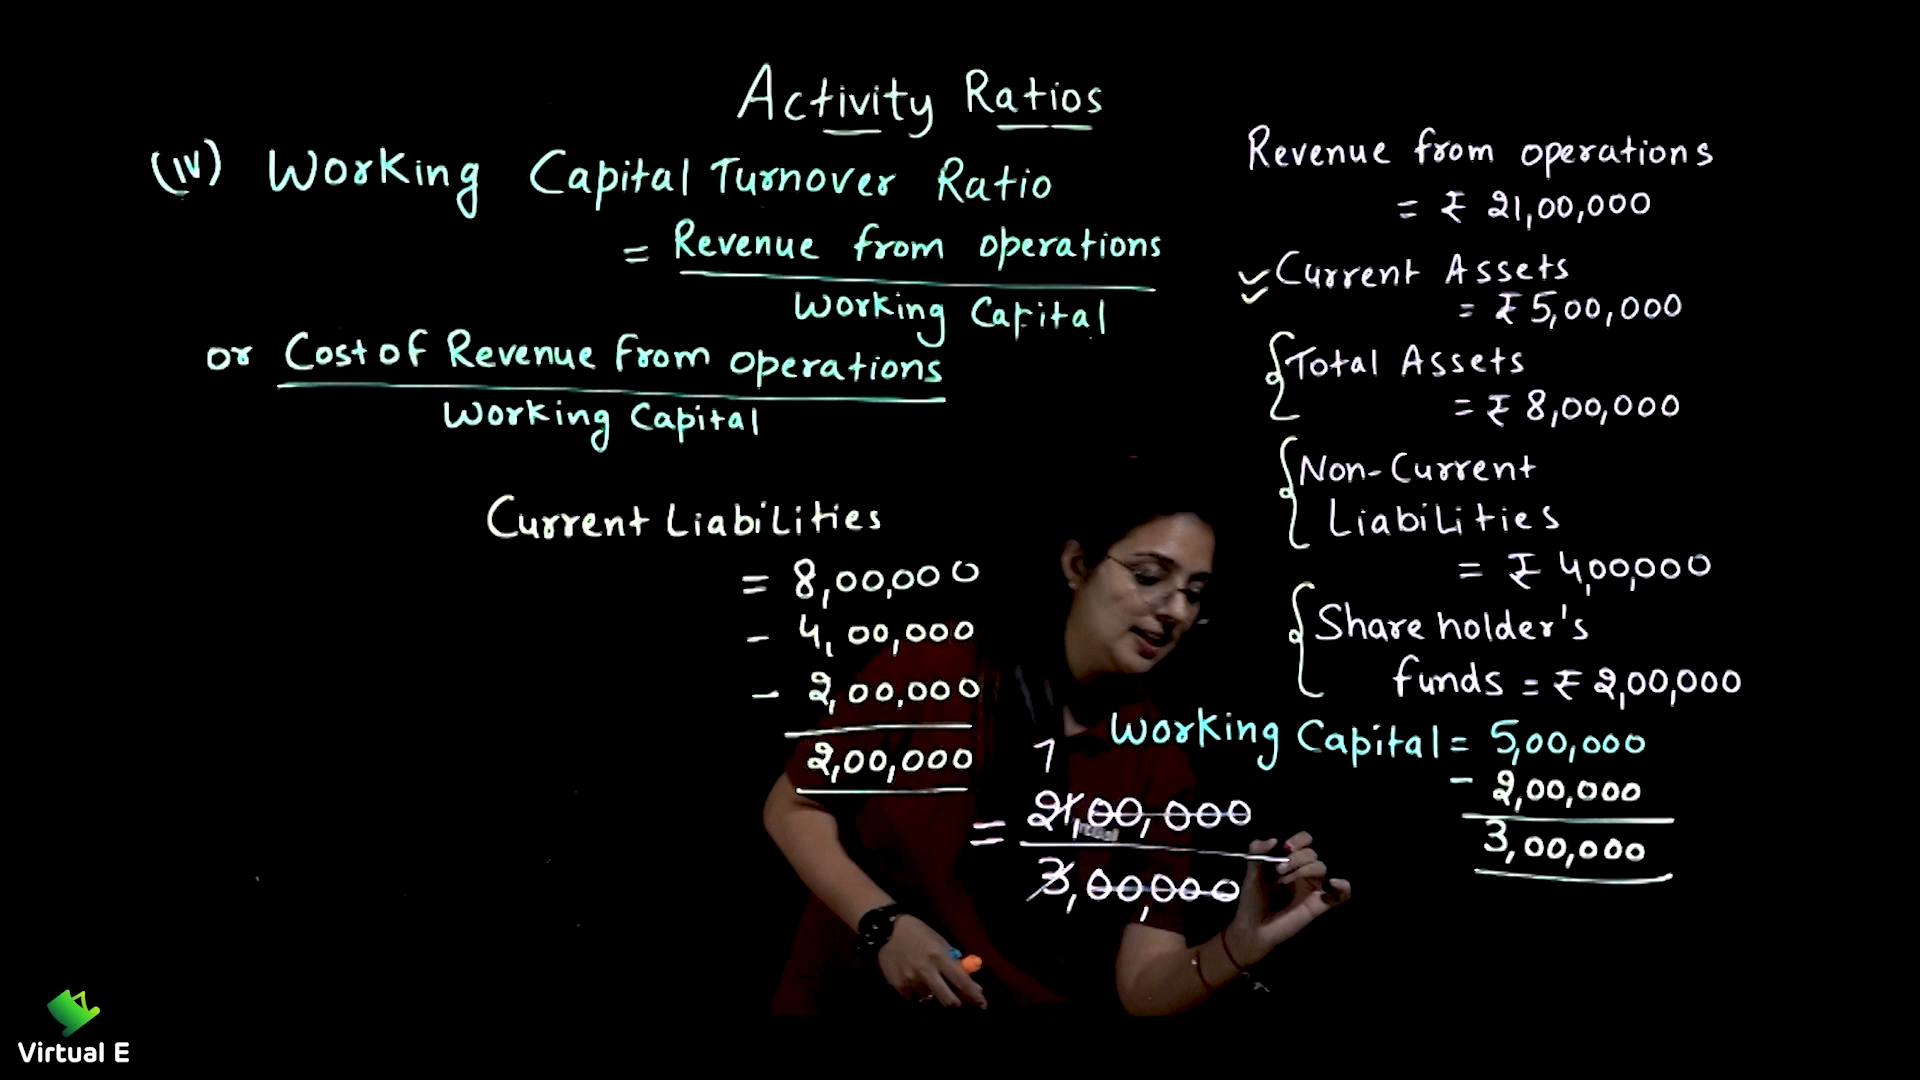 Activity Ratios
(iv) Working Capital Turnover Ratio
= Revenue from operations
Working Capital
or Cost of Revenue from operations
Working Capital
Current Liabilities
= 8,00,000
- 4,00,000
- 2,00,000
2,00,000
7
= 21,00,000
3,00,000
Revenue from operations
= ₹ 21,00,000
Current Assets
= ₹ 5,00,000
Total Assets
= ₹ 8,00,000
Non-Current
Liabilities
= ₹ 4,00,000
Share holder's
funds = ₹ 2,00,000
Working Capital = 5,00,000
- 2,00,000
3,00,000
Virtual E